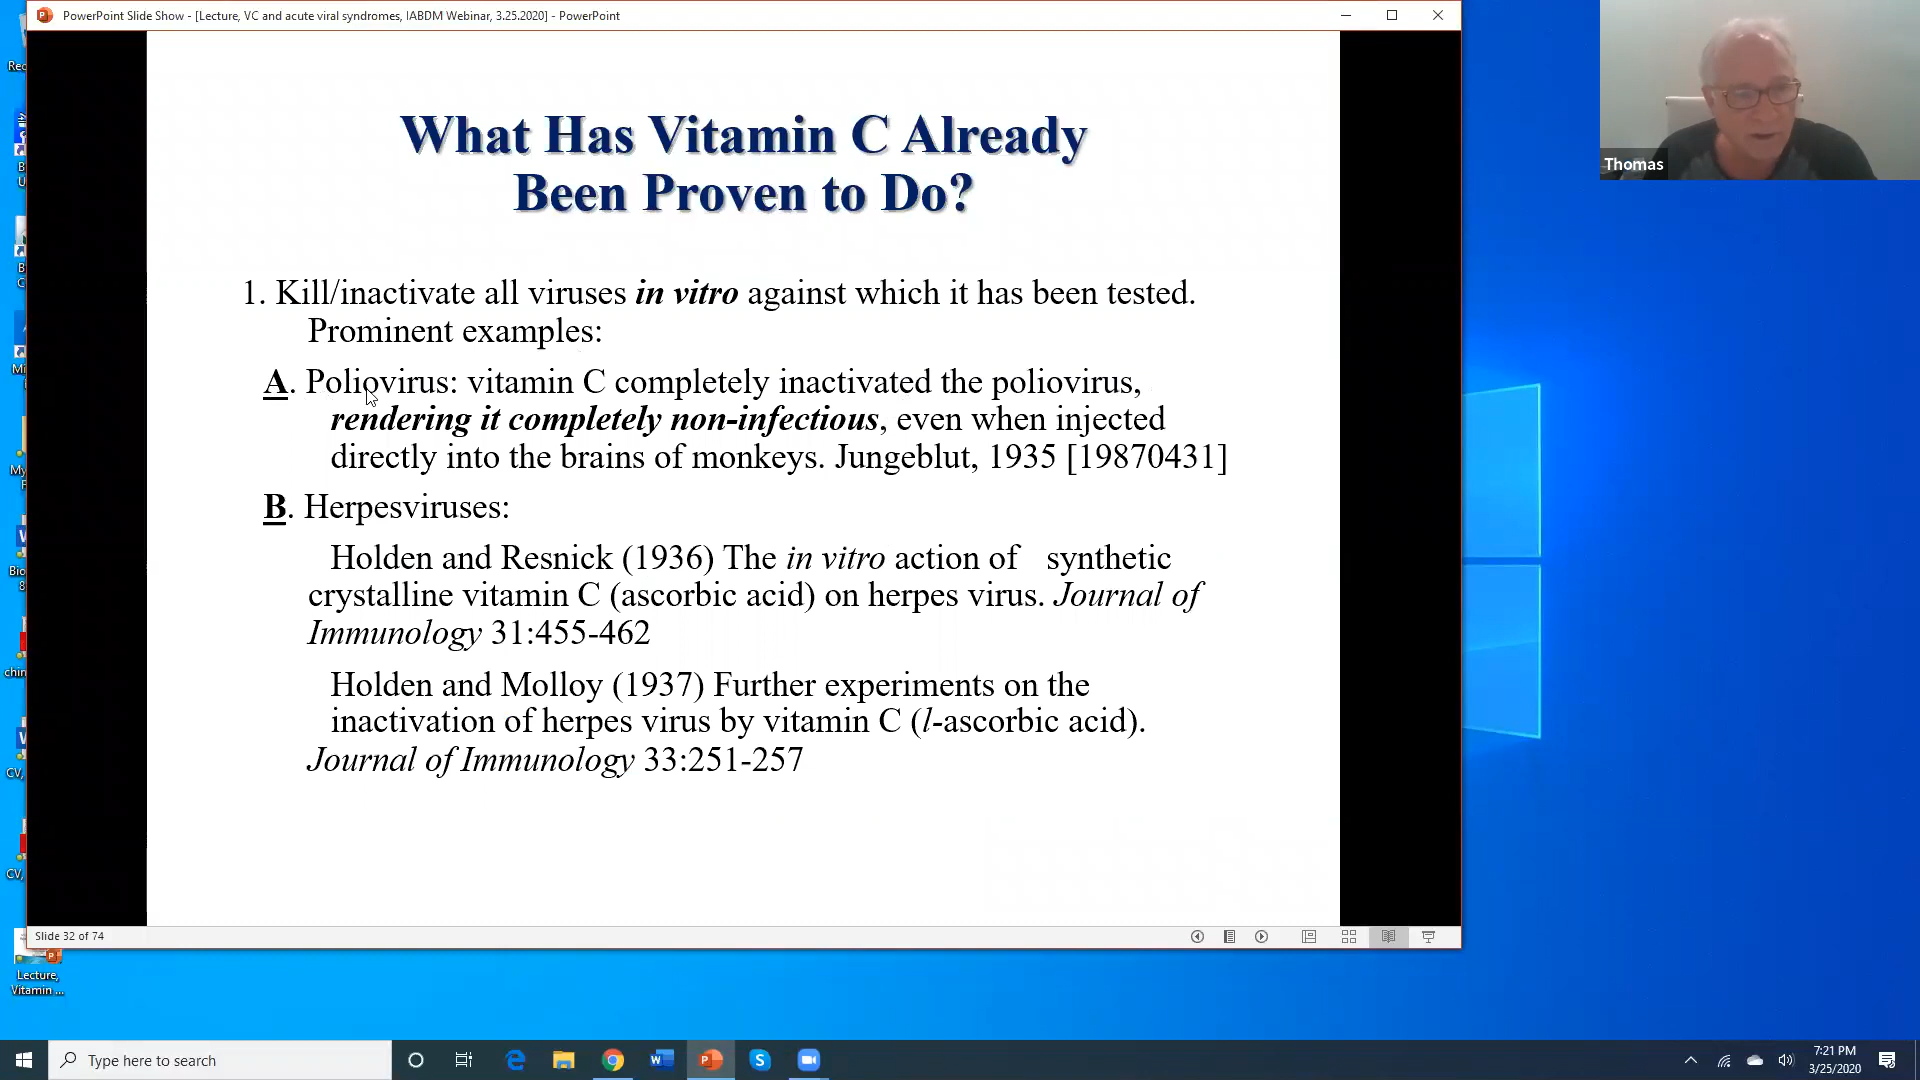 PowerPoint Slide Show - [Lecture, VC and acute viral syndromes, IABDM Webinar, 3.25.2020] - PowerPoint
Thomas
What Has Vitamin C Already
Been Proven to Do?
1. Kill/inactivate all viruses in vitro against which it has been tested.
Prominent examples:
A. Poliovirus: vitamin C completely inactivated the poliovirus,
rendering it completely non-infectious, even when injected
directly into the brains of monkeys. Jungeblut, 1935 [19870431]
B. Herpesviruses:
Holden and Resnick (1936) The in vitro action of synthetic
crystalline vitamin C (ascorbic acid) on herpes virus. Journal of
Immunology 31:455-462
Holden and Molloy (1937) Further experiments on the
inactivation of herpes virus by vitamin C (l-ascorbic acid).
Journal of Immunology 33:251-257
Slide 32 of 74
Lecture,
Vitamin ...
Type here to search
7:21 PM
3/25/2020